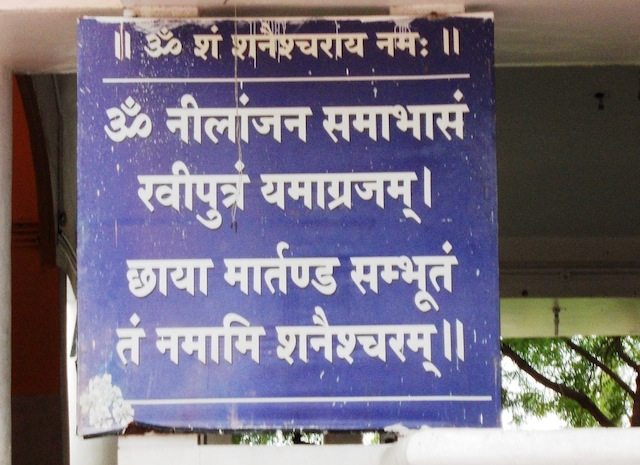 ॥ ॐ शं शनैश्चराय नमः ॥
ॐ नीलांजन समाभासं
रवीपुत्रं यमाग्रजम्।
छाया मार्तण्ड सम्भूतं
तं नमामि शनैश्चरम्॥